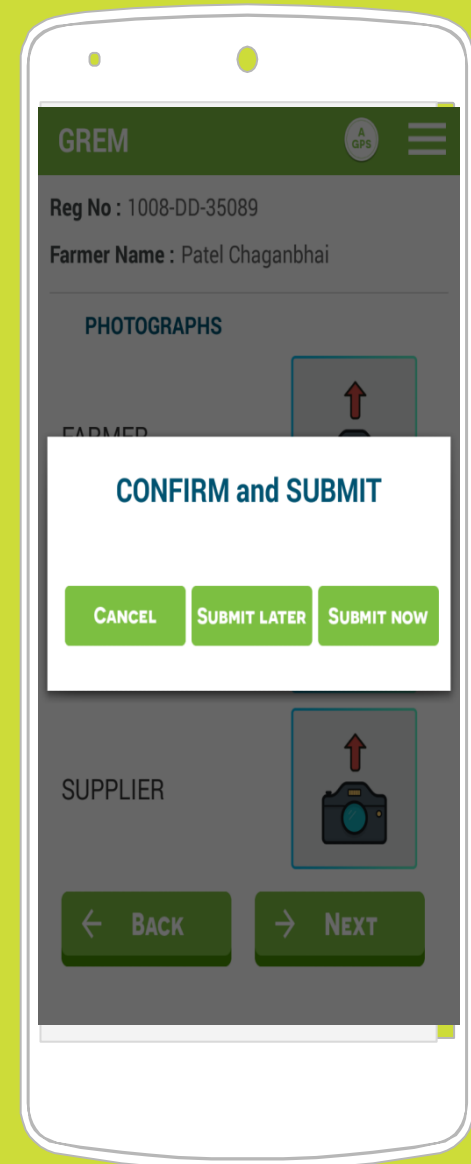 GREM
A
GPS
Reg No : 1008-DD-35089
Farmer Name : Patel Chaganbhai
PHOTOGRAPHS
FARMER
CONFIRM and SUBMIT
CANCEL SUBMIT LATER SUBMIT NOW
SUPPLIER
BACK NEXT